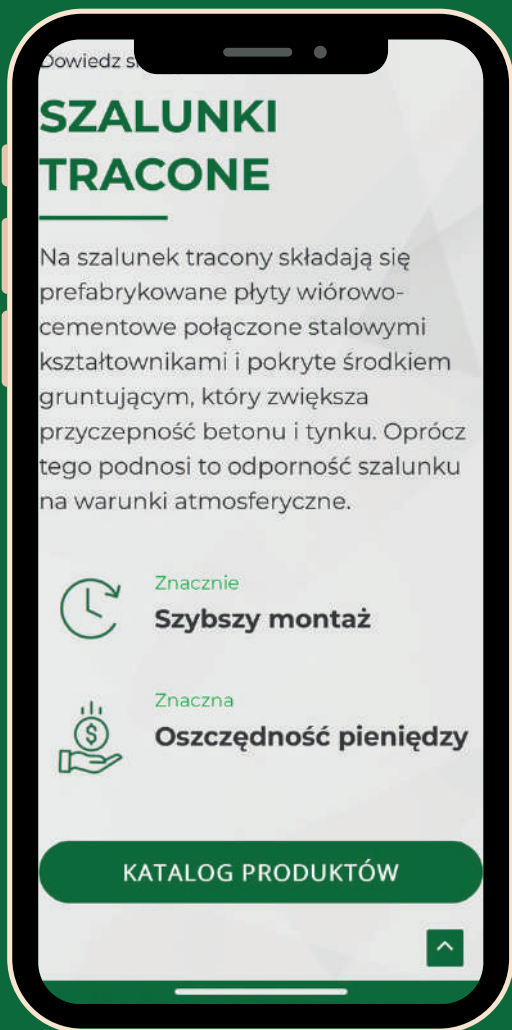 Dowiedz
SZALUNKI
TRACONE
Na szalunek tracony składają się
prefabrykowane płyty wiórowo-
cementowe połączone stalowymi
kształtownikami i pokryte środkiem
gruntującym, który zwiększa
przyczepność betonu i tynku. Oprócz
tego podnosi to odporność szalunku
na warunki atmosferyczne.
Znacznie
Szybszy montaż
$
Znaczna
Oszczędność pieniędzy
KATALOG PRODUKTÓW